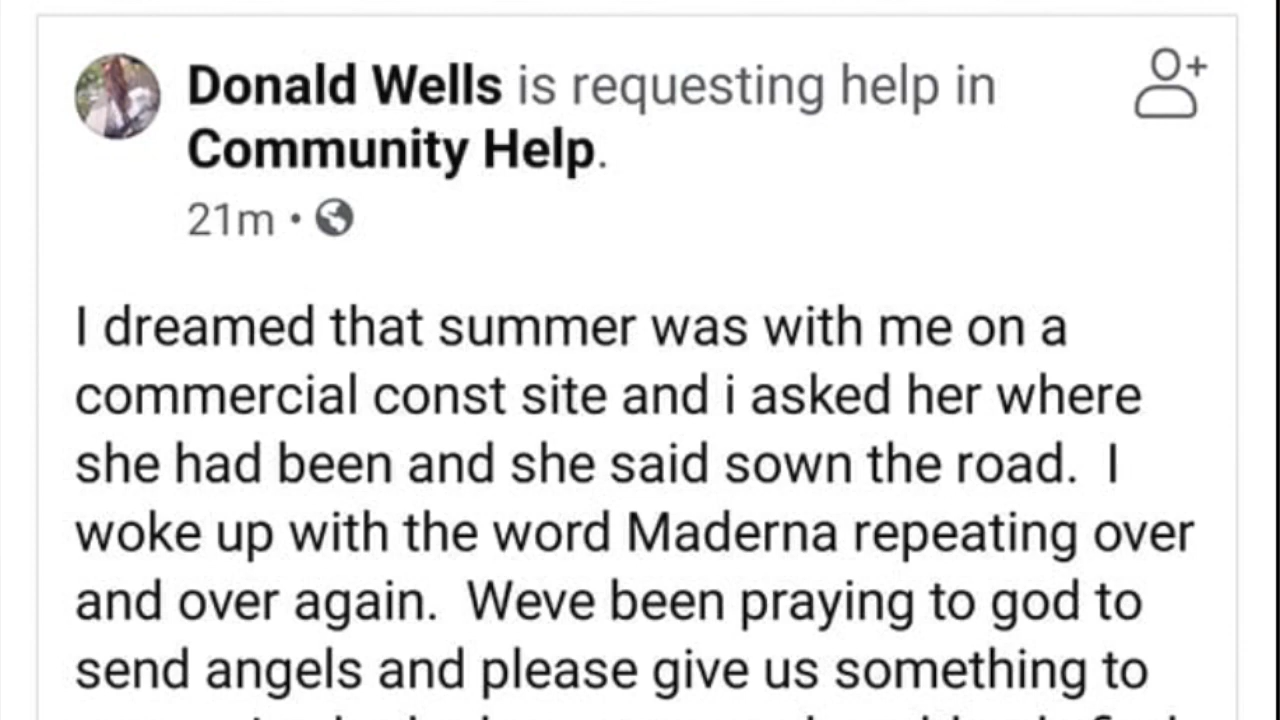 Donald Wells is requesting help in
Community Help.
21m •
I dreamed that summer was with me on a
commercial const site and i asked her where
she had been and she said sown the road.  I
woke up with the word Maderna repeating over
and over again.  Weve been praying to god to
send angels and please give us something to